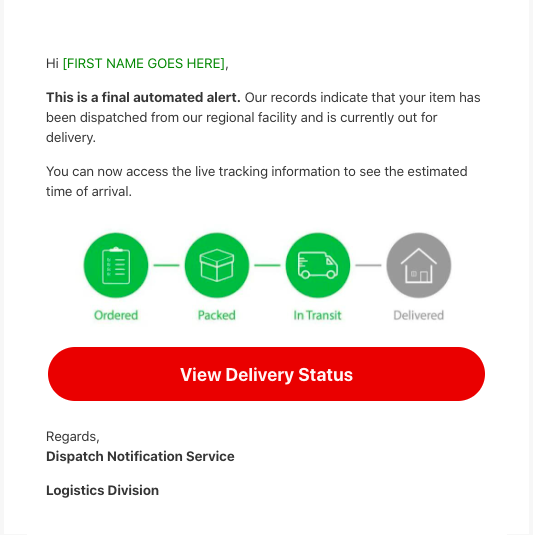 Hi [FIRST NAME GOES HERE],
This is a final automated alert. Our records indicate that your item has
been dispatched from our regional facility and is currently out for
delivery.
You can now access the live tracking information to see the estimated
time of arrival.
Ordered Packed In Transit Delivered
View Delivery Status
Regards,
Dispatch Notification Service
Logistics Division